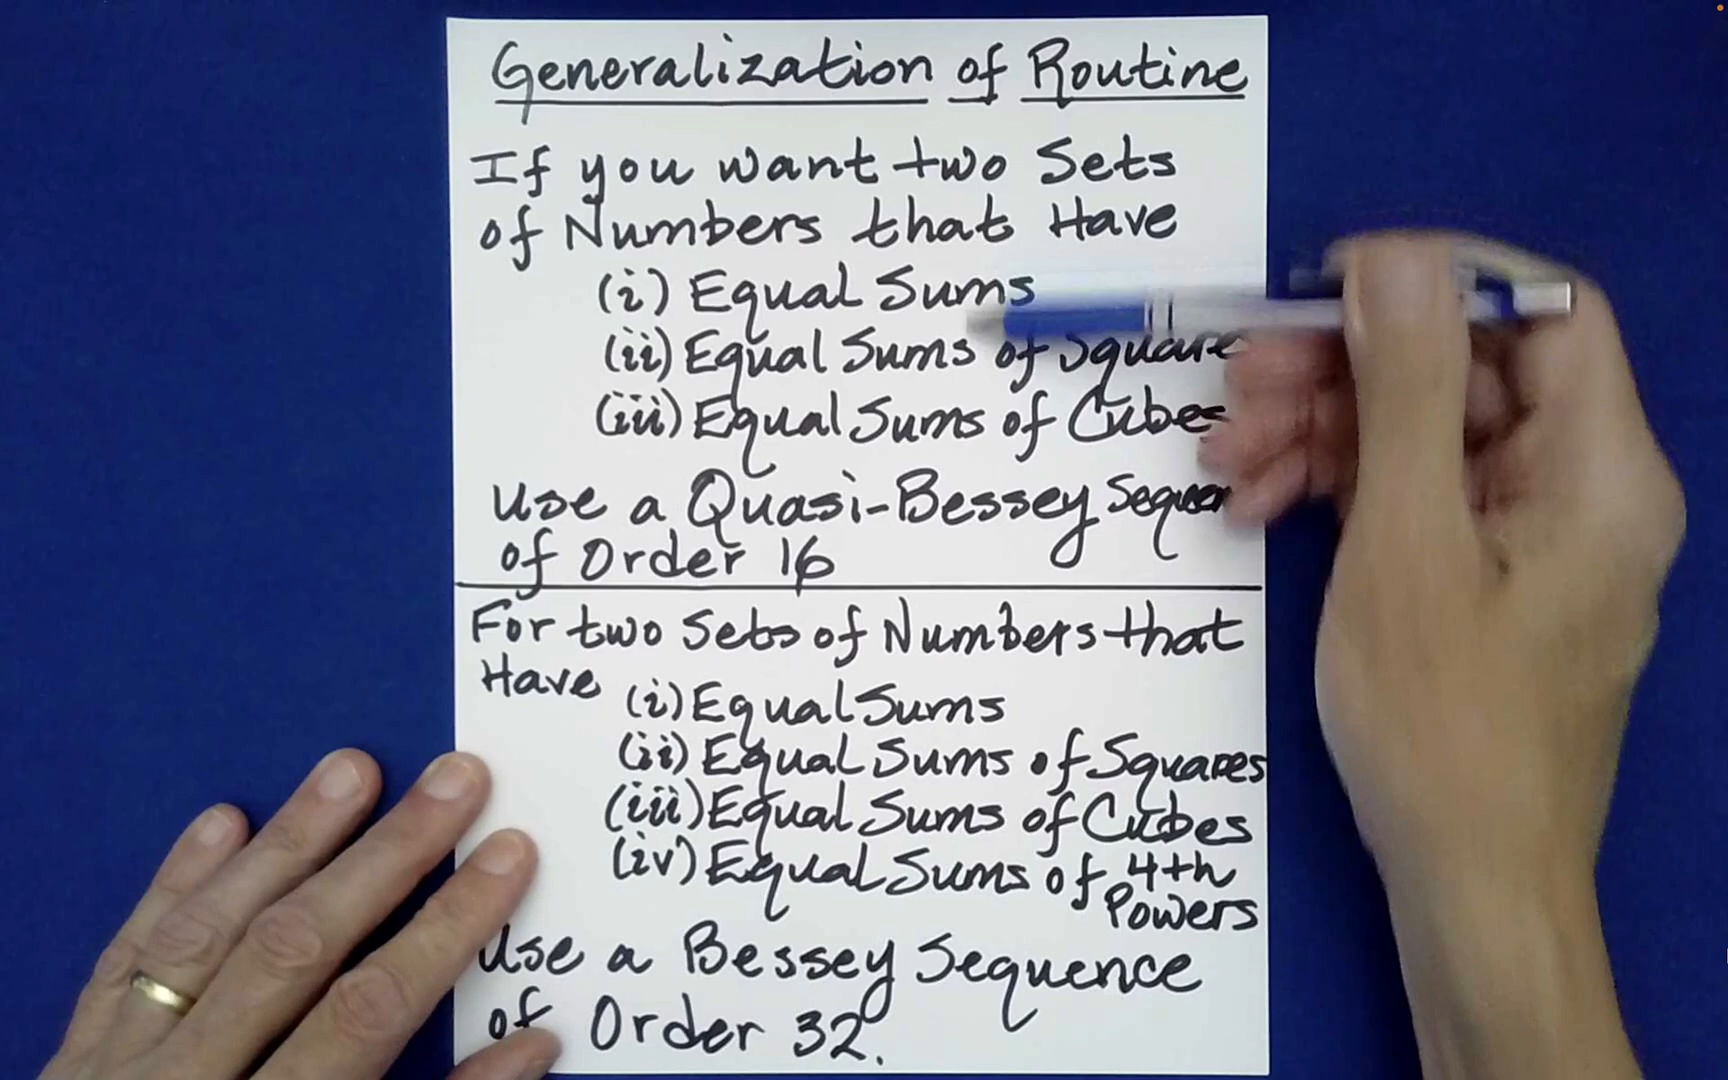 Generalization of Routine
If you want two Sets
of Numbers that Have
(i) Equal Sums
(ii) Equal Sums of Square
(iii) Equal Sums of Cubes
Use a Quasi-Bessey
of Order 16
For two Sets of Numbers that
Have
(i) Equal Sums
(ii) Equal Sums of Squares
(iii) Equal Sums of Cubes
(iv) Equal Sums of 4th
Powers
Use a Bessey Sequence
of Order 32.